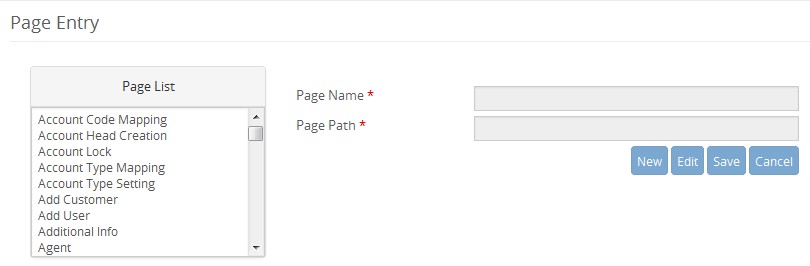 Page Entry
Page List
Account Code Mapping
Account Head Creation
Account Lock
Account Type Mapping
Account Type Setting
Add Customer
Add User
Additional Info
Agent
Page Name *
Page Path *
New Edit Save Cancel